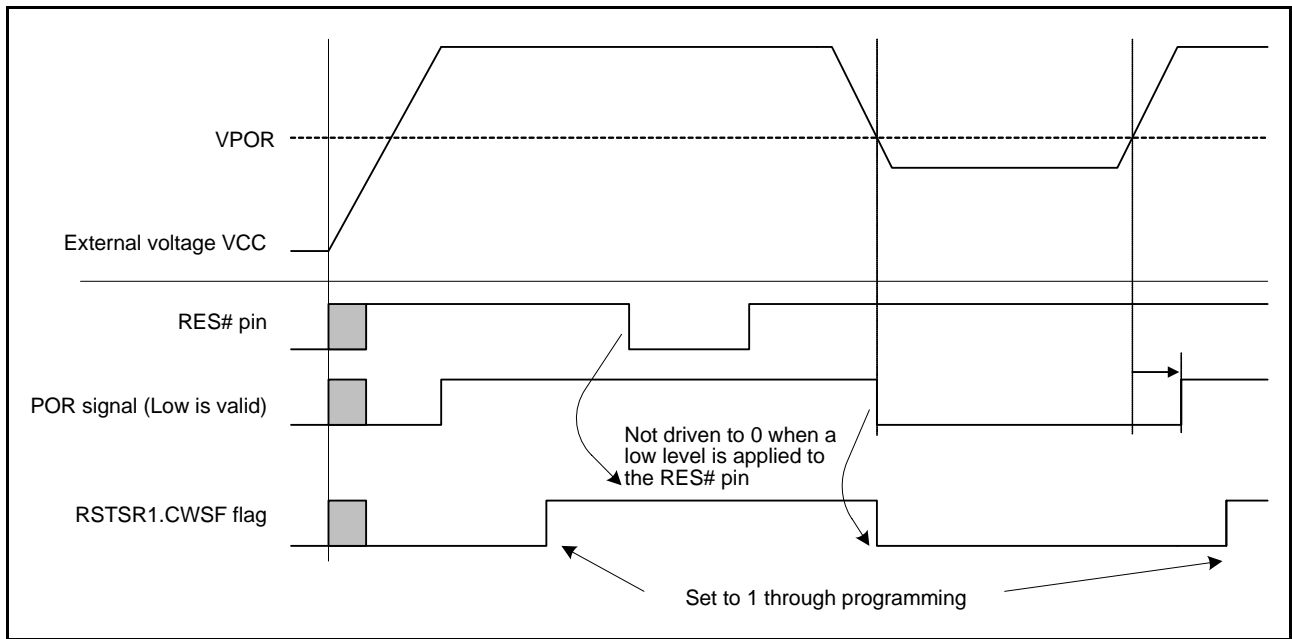 VPOR
External voltage VCC
RES# pin
POR signal (Low is valid)
Not driven to 0 when a
low level is applied to
the RES# pin
RSTSR1.CWSF flag
Set to 1 through programming